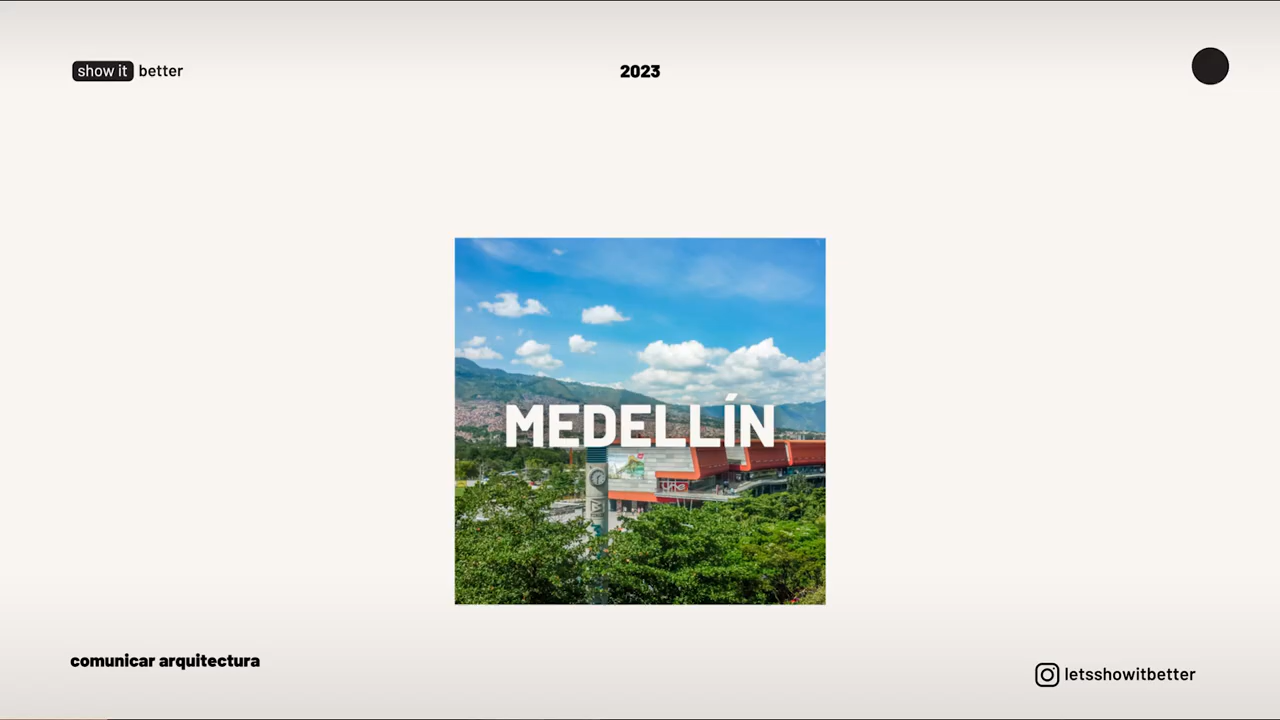 show it better
2023
MEDELLÍN
comunicar arquitectura
letsshowitbetter